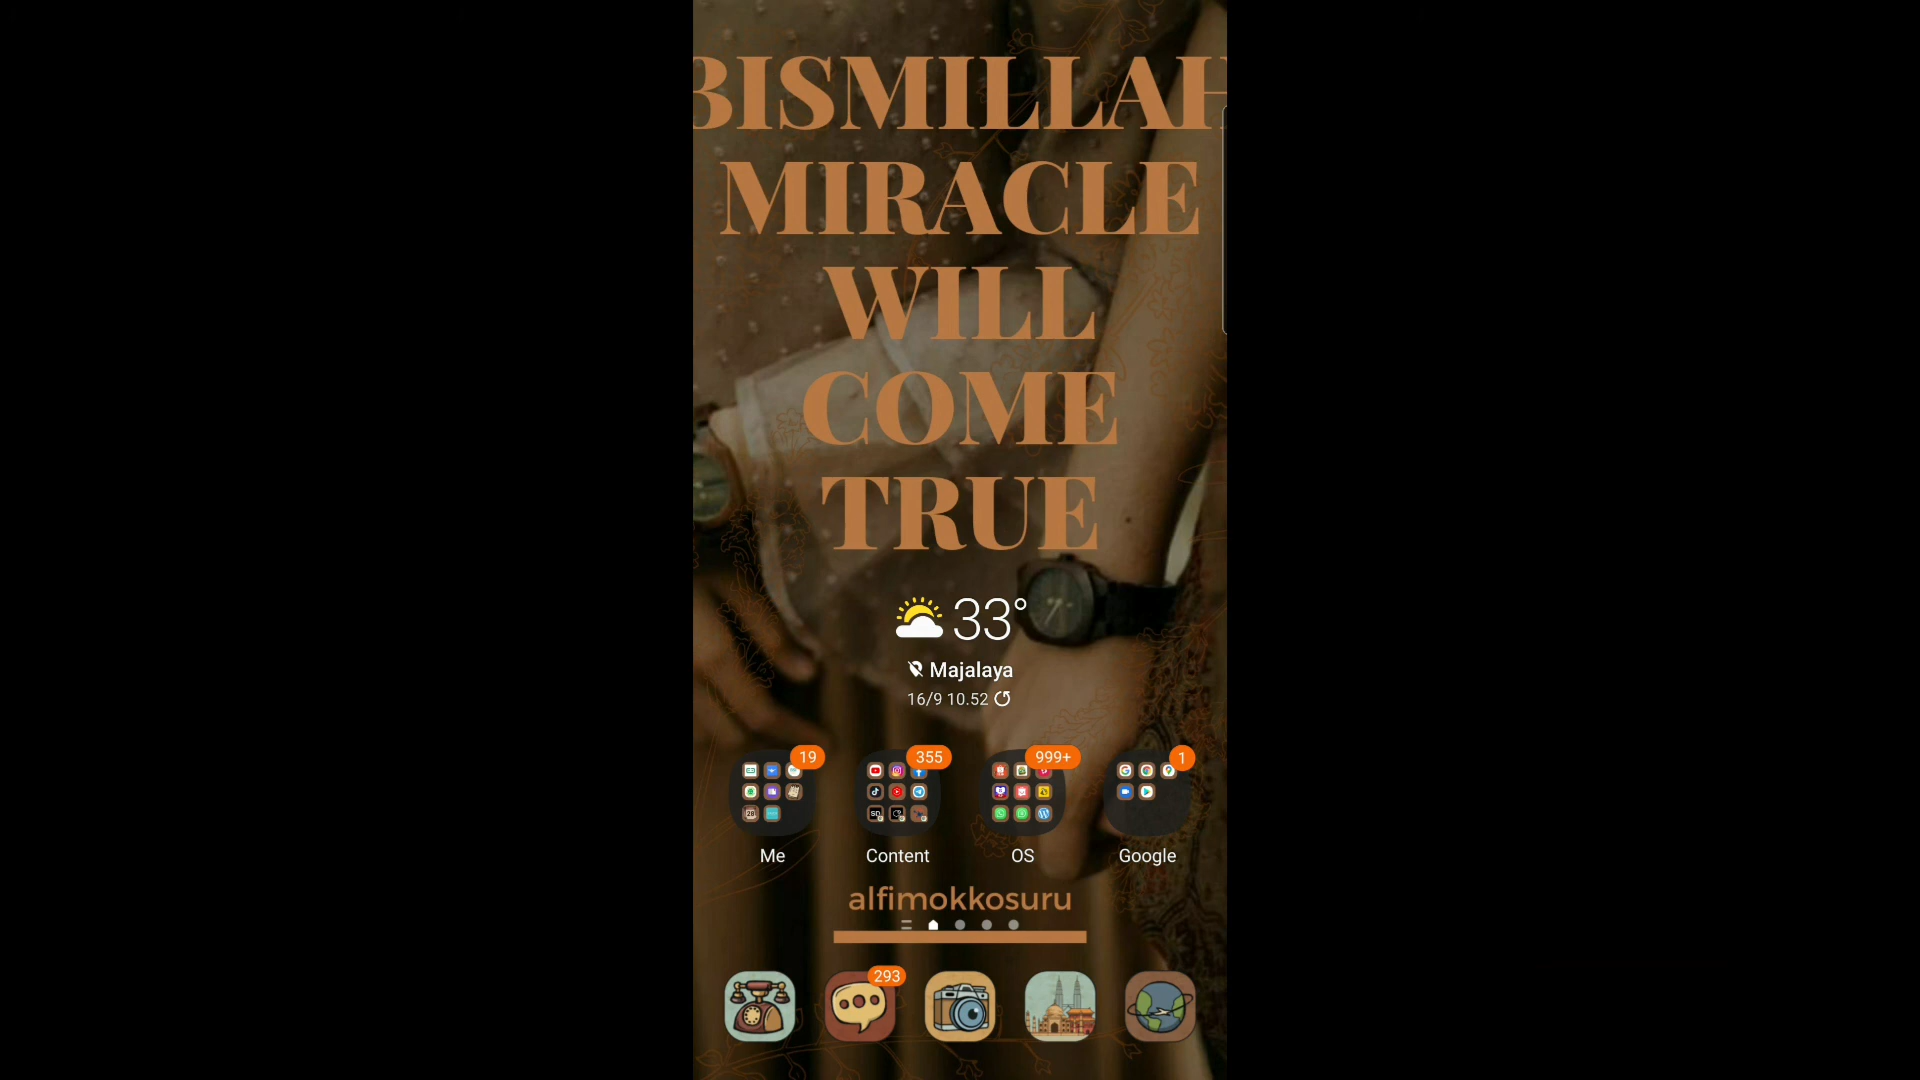 BISMILLAH
MIRACLE
WILL
COME
TRUE
33°
Majalaya
16/9 10.52
19
355
999+
1
Me
Content
OS
Google
alfimokkosuru
293